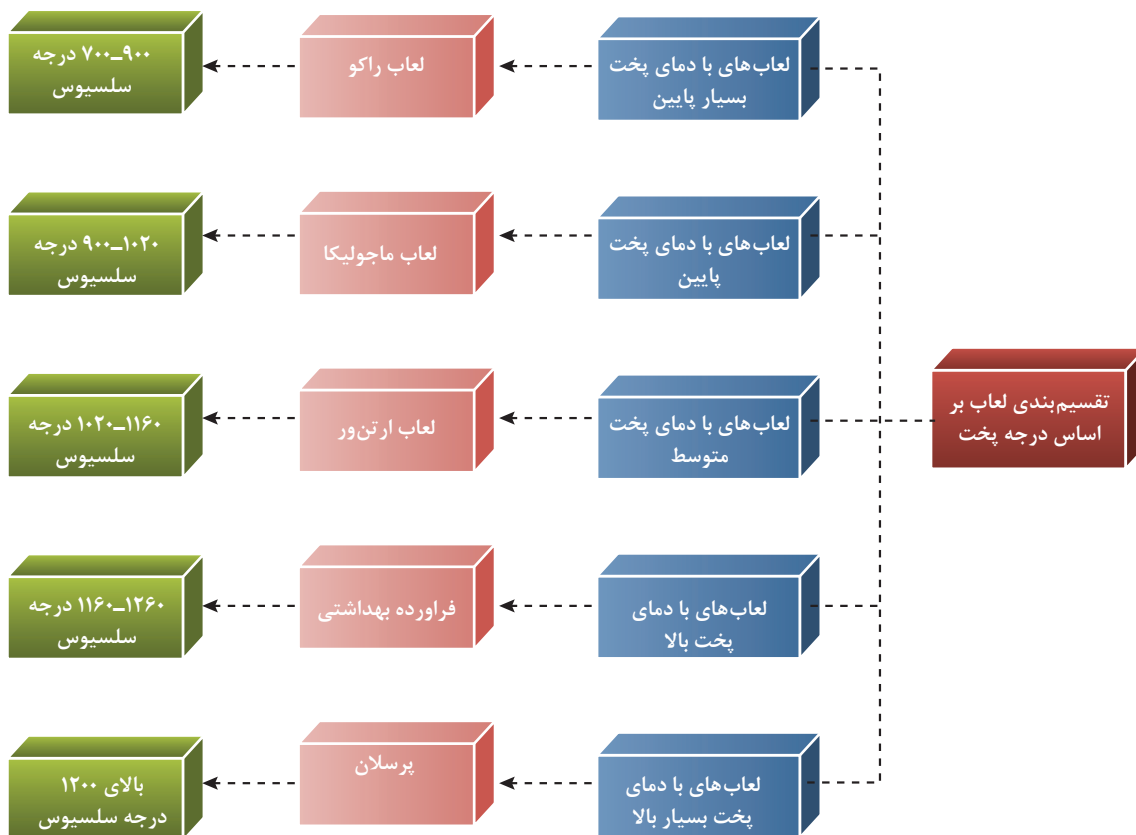 تقسیم‌بندی لعاب بر
اساس درجه پخت
لعاب‌های با دمای پخت
بسیار پایین
لعاب راکو
۷۰۰–۹۰۰ درجه
سلسیوس
لعاب‌های با دمای پخت
پایین
لعاب ماجولیکا
۹۰۰–۱۰۲۰ درجه
سلسیوس
لعاب‌های با دمای پخت
متوسط
لعاب ارتن‌ور
۱۰۲۰–۱۱۶۰ درجه
سلسیوس
لعاب‌های با دمای
پخت بالا
فراورده بهداشتی
۱۱۶۰–۱۲۶۰ درجه
سلسیوس
لعاب‌های با دمای
پخت بسیار بالا
پرسلان
بالای ۱۲۰۰
درجه سلسیوس